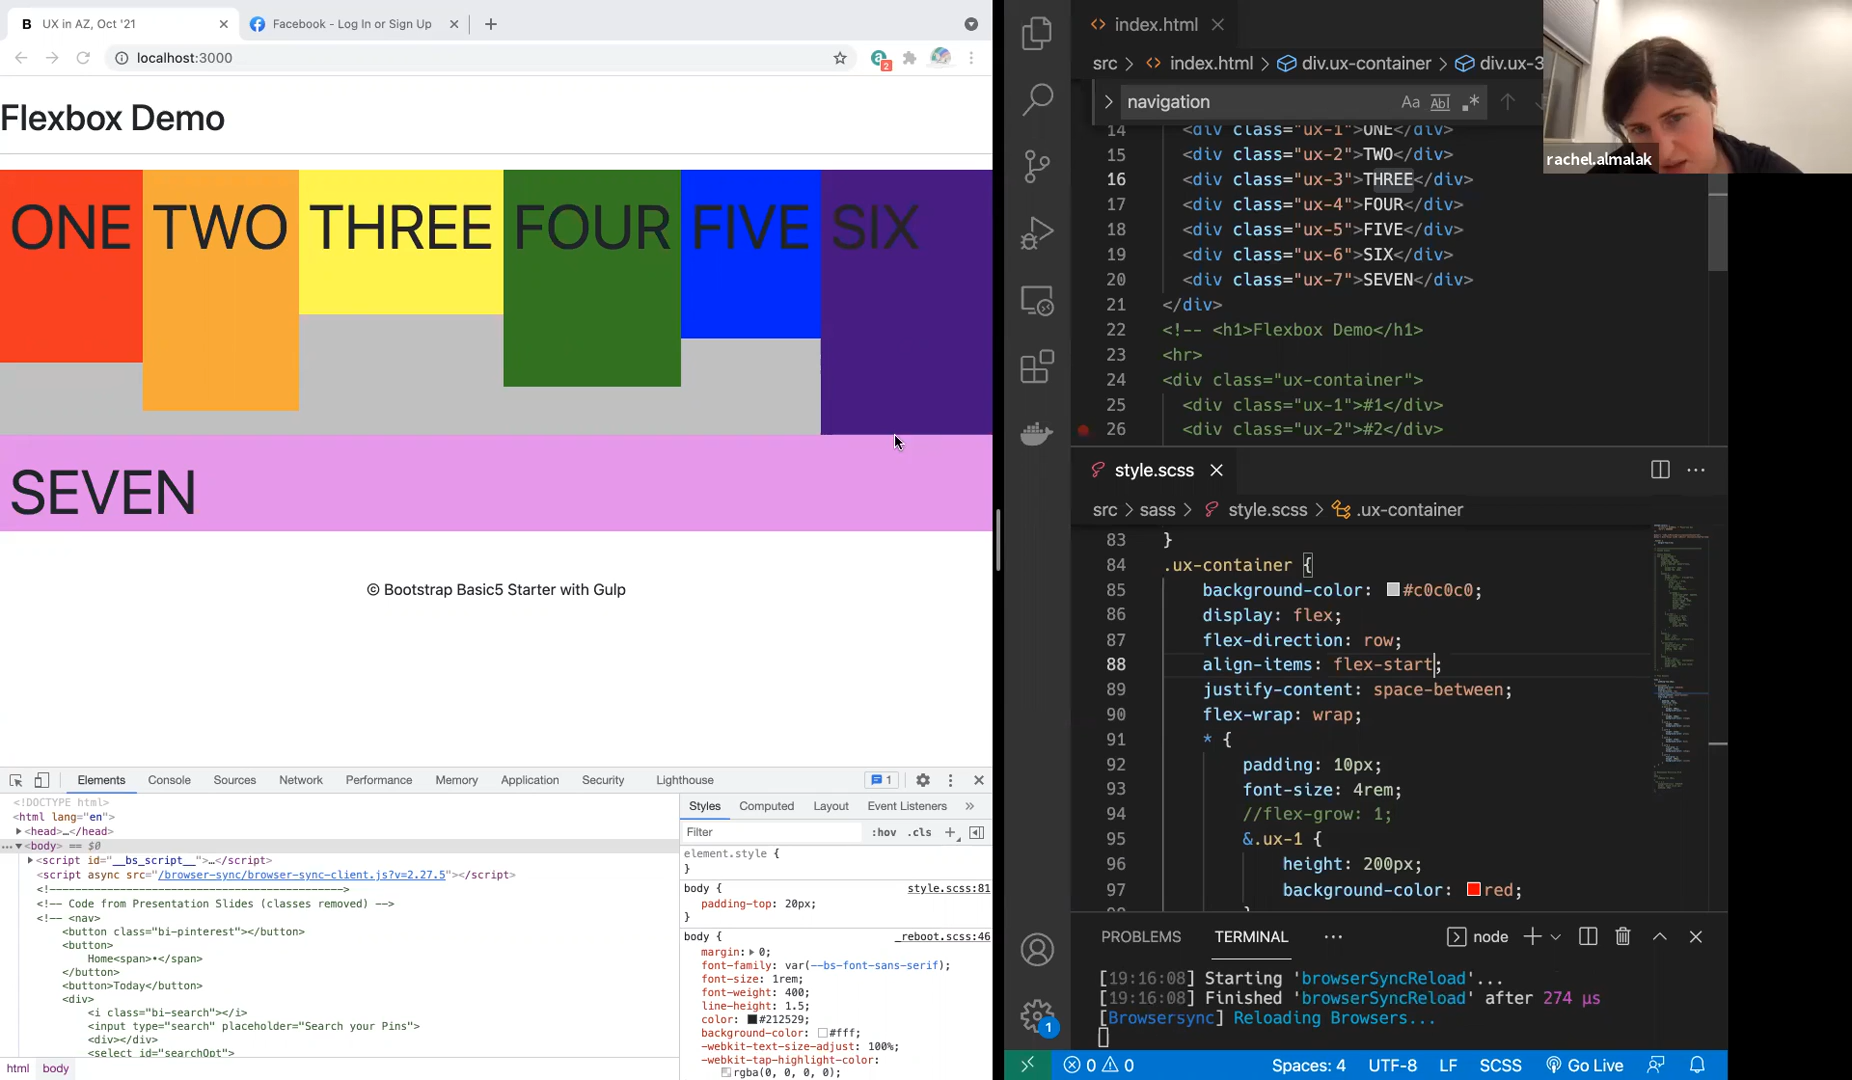 B UX in AZ, Oct '21
Facebook - Log In or Sign Up
localhost:3000
2
Flexbox Demo
ONE TWO THREE FOUR FIVE SIX
SEVEN
© Bootstrap Basic5 Starter with Gulp
Elements Console Sources Network Performance Memory Application Security Lighthouse 1
<!DOCTYPE html>
<html lang="en">
<head>…</head>
<body> == $0
<script id="__bs_script__">…</script>
<script async src="/browser-sync/browser-sync-client.js?v=2.27.5"></script>
<!-- Code from Presentation Slides (classes removed) -->
<!-- <nav>
<button class="bi-pinterest"></button>
<button>
Home<span>•</span>
</button>
<button>Today</button>
<div>
<i class="bi-search"></i>
<input type="search" placeholder="Search your Pins">
<div></div>
<select id="searchOpt">
html body
Styles Computed Layout Event Listeners »
Filter :hov .cls +
element.style {
}
body { style.scss:81
padding-top: 20px;
}
body { _reboot.scss:46
margin: 0;
font-family: var(--bs-font-sans-serif);
font-size: 1rem;
font-weight: 400;
line-height: 1.5;
color: #212529;
background-color: #fff;
-webkit-text-size-adjust: 100%;
-webkit-tap-highlight-color:
rgba(0, 0, 0, 0);
index.html
src > index.html > div.ux-container > div.ux-3
navigation Aa Abl
14 <div class="ux-1">ONE</div>
15 <div class="ux-2">TWO</div>
16 <div class="ux-3">THREE</div>
17 <div class="ux-4">FOUR</div>
18 <div class="ux-5">FIVE</div>
19 <div class="ux-6">SIX</div>
20 <div class="ux-7">SEVEN</div>
21 </div>
22 <!-- <h1>Flexbox Demo</h1>
23 <hr>
24 <div class="ux-container">
25 <div class="ux-1">#1</div>
26 <div class="ux-2">#2</div>
rachel.almalak
style.scss
src > sass > style.scss > .ux-container
83 }
84 .ux-container {
85 background-color: #c0c0c0;
86 display: flex;
87 flex-direction: row;
88 align-items: flex-start;
89 justify-content: space-between;
90 flex-wrap: wrap;
91 * {
92 padding: 10px;
93 font-size: 4rem;
94 //flex-grow: 1;
95 &.ux-1 {
96 height: 200px;
97 background-color: red;
PROBLEMS TERMINAL ··· node
[19:16:08] Starting 'browserSyncReload'...
[19:16:08] Finished 'browserSyncReload' after 274 μs
[Browsersync] Reloading Browsers...
1
0 0 Spaces: 4 UTF-8 LF SCSS Go Live